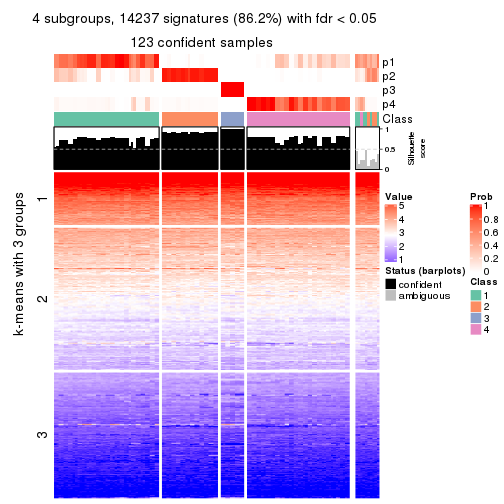 4 subgroups, 14237 signatures (86.2%) with fdr < 0.05
123 confident samples
p1
p2
p3
p4
Class
1
0.5
0
Silhouette
score
k-means with 3 groups
1
2
3
Value
5
4
3
2
1
Status (barplots)
confident
ambiguous
Prob
1
0.8
0.6
0.4
0.2
0
Class
1
2
3
4